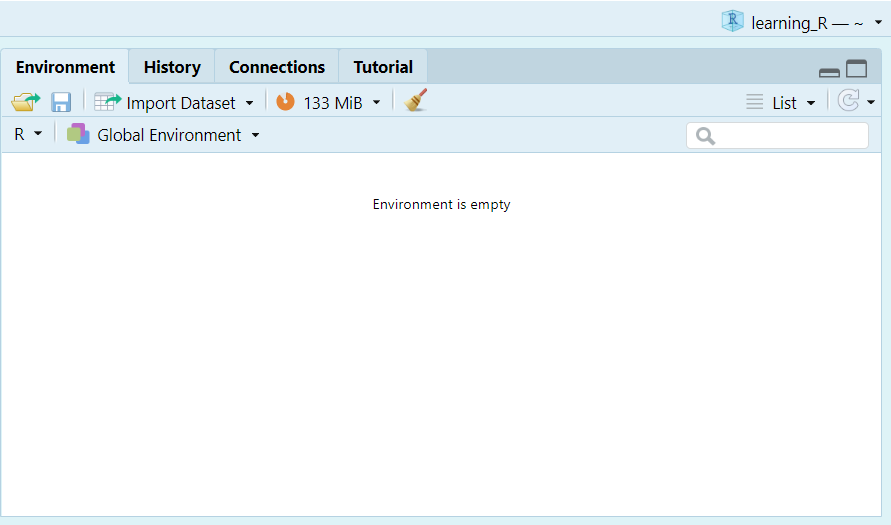 learning_R — ~
Environment History Connections Tutorial
Import Dataset 133 MiB List
R Global Environment
Environment is empty